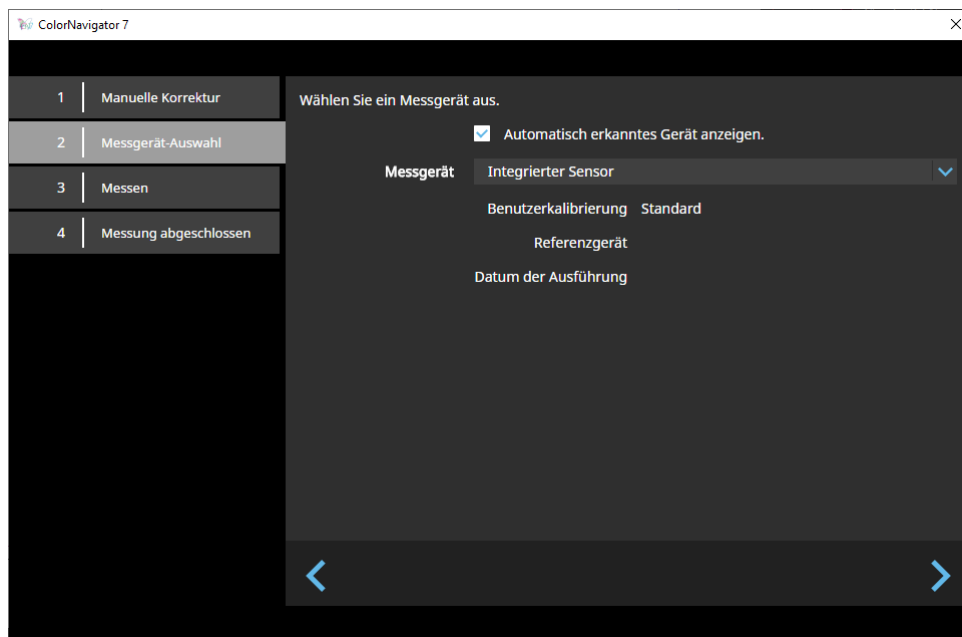 ColorNavigator 7
1 Manuelle Korrektur
2 Messgerät-Auswahl
3 Messen
4 Messung abgeschlossen
Wählen Sie ein Messgerät aus.
Automatisch erkanntes Gerät anzeigen.
Messgerät Integrierter Sensor
Benutzerkalibrierung Standard
Referenzgerät
Datum der Ausführung